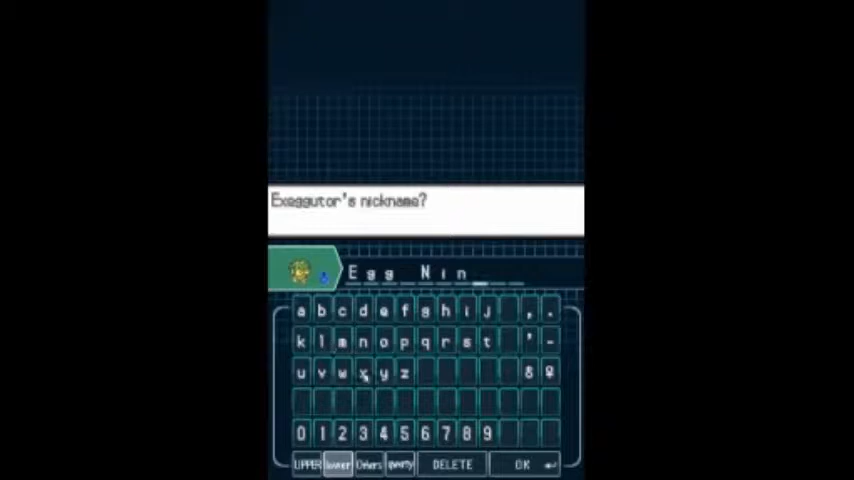 Exeggutor's nickname?
Egg Nin
a b c d e f g h i j , .
k l m n o p q r s t ' -
u v w x y z ♂ ♀
0 1 2 3 4 5 6 7 8 9
UPPER lower Others qwerty DELETE OK